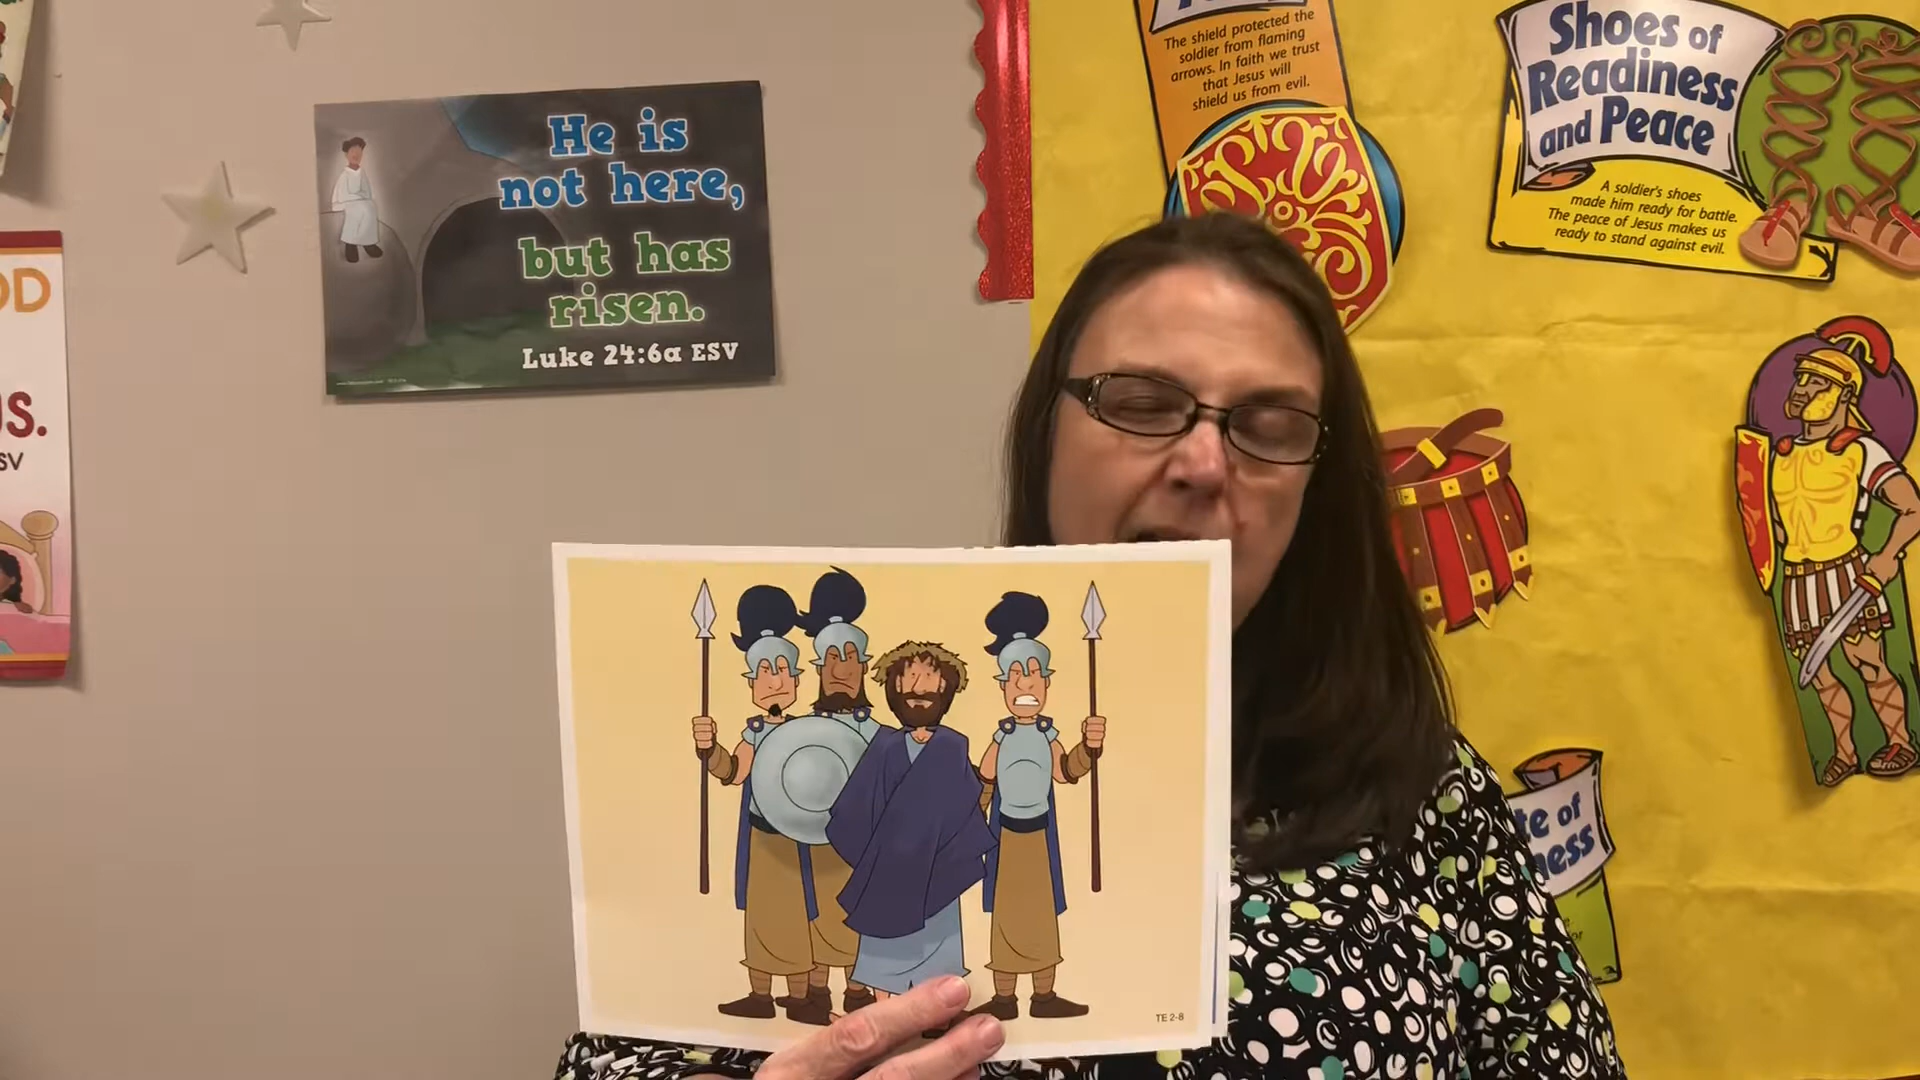 OD
US.
SV
He is
not here,
but has
risen.
Luke 24:6a ESV
The shield protected the
soldier from flaming
arrows. In faith we trust
that Jesus will
shield us from evil.
Shoes of
Readiness
and Peace
A soldier's shoes
made him ready for battle.
The peace of Jesus makes us
ready to stand against evil.
te of
ness
TE 2-8